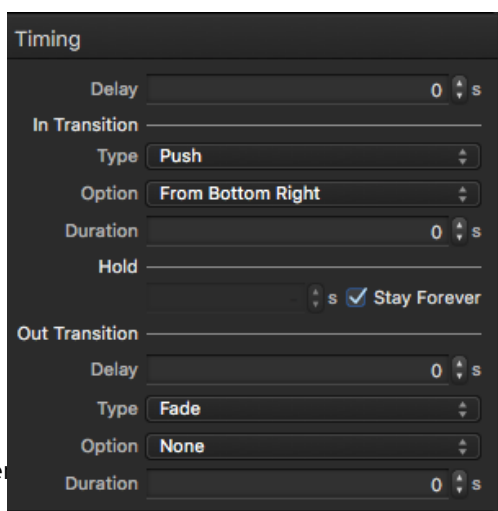 Timing
Delay 0 s
In Transition
Type Push
Option From Bottom Right
Duration 0 s
Hold
s Stay Forever
Out Transition
Delay 0 s
Type Fade
Option None
Duration 0 s